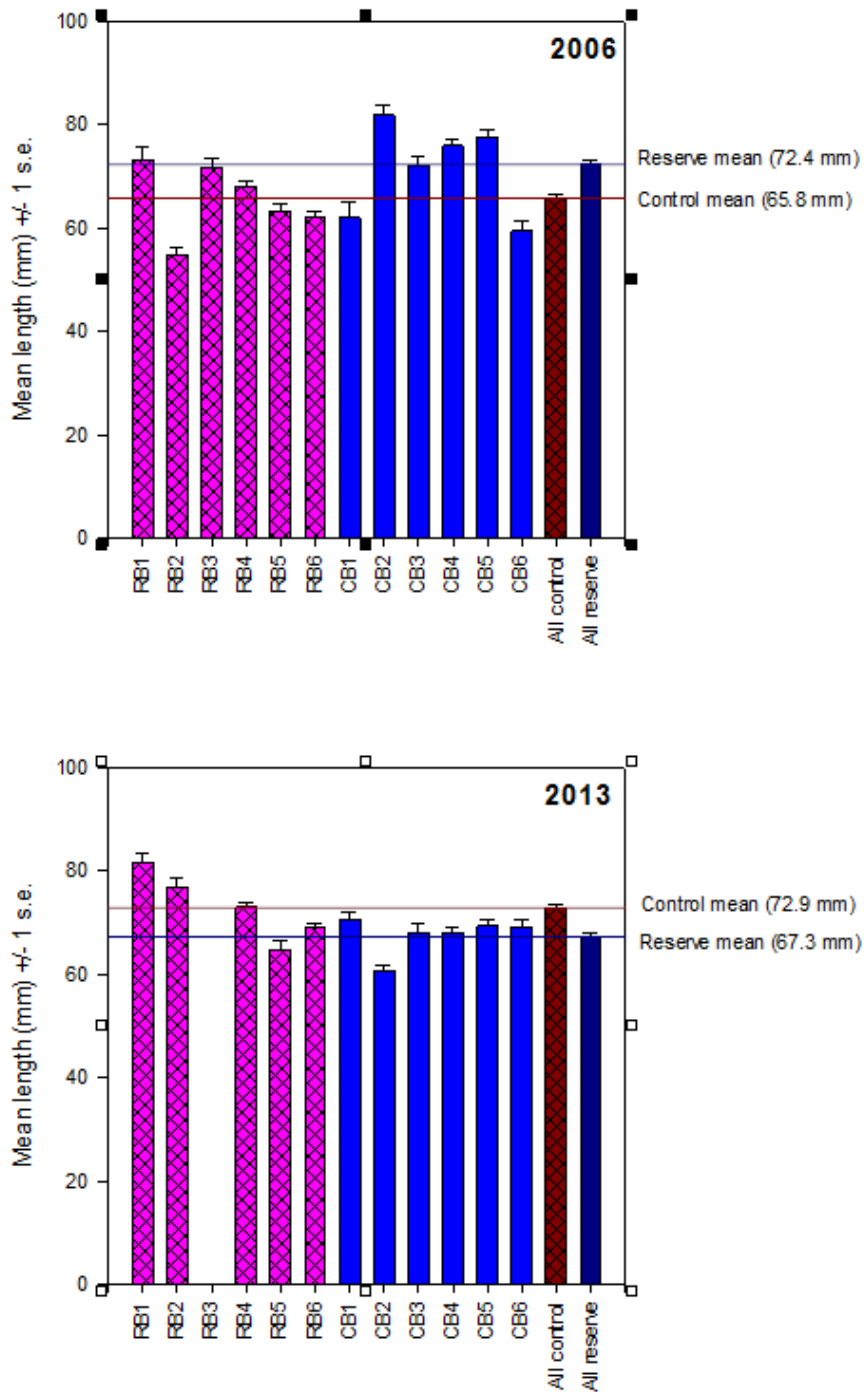 100
2006
80
Reserve mean (72.4 mm)
Control mean (65.8 mm)
60
40
20
0
Mean length (mm) +/- 1 s.e.
RB1
RB2
RB3
RB4
RB5
RB6
CB1
CB2
CB3
CB4
CB5
CB6
All control
All reserve
100
2013
80
Control mean (72.9 mm)
Reserve mean (67.3 mm)
60
40
20
0
Mean length (mm) +/- 1 s.e.
RB1
RB2
RB3
RB4
RB5
RB6
CB1
CB2
CB3
CB4
CB5
CB6
All control
All reserve